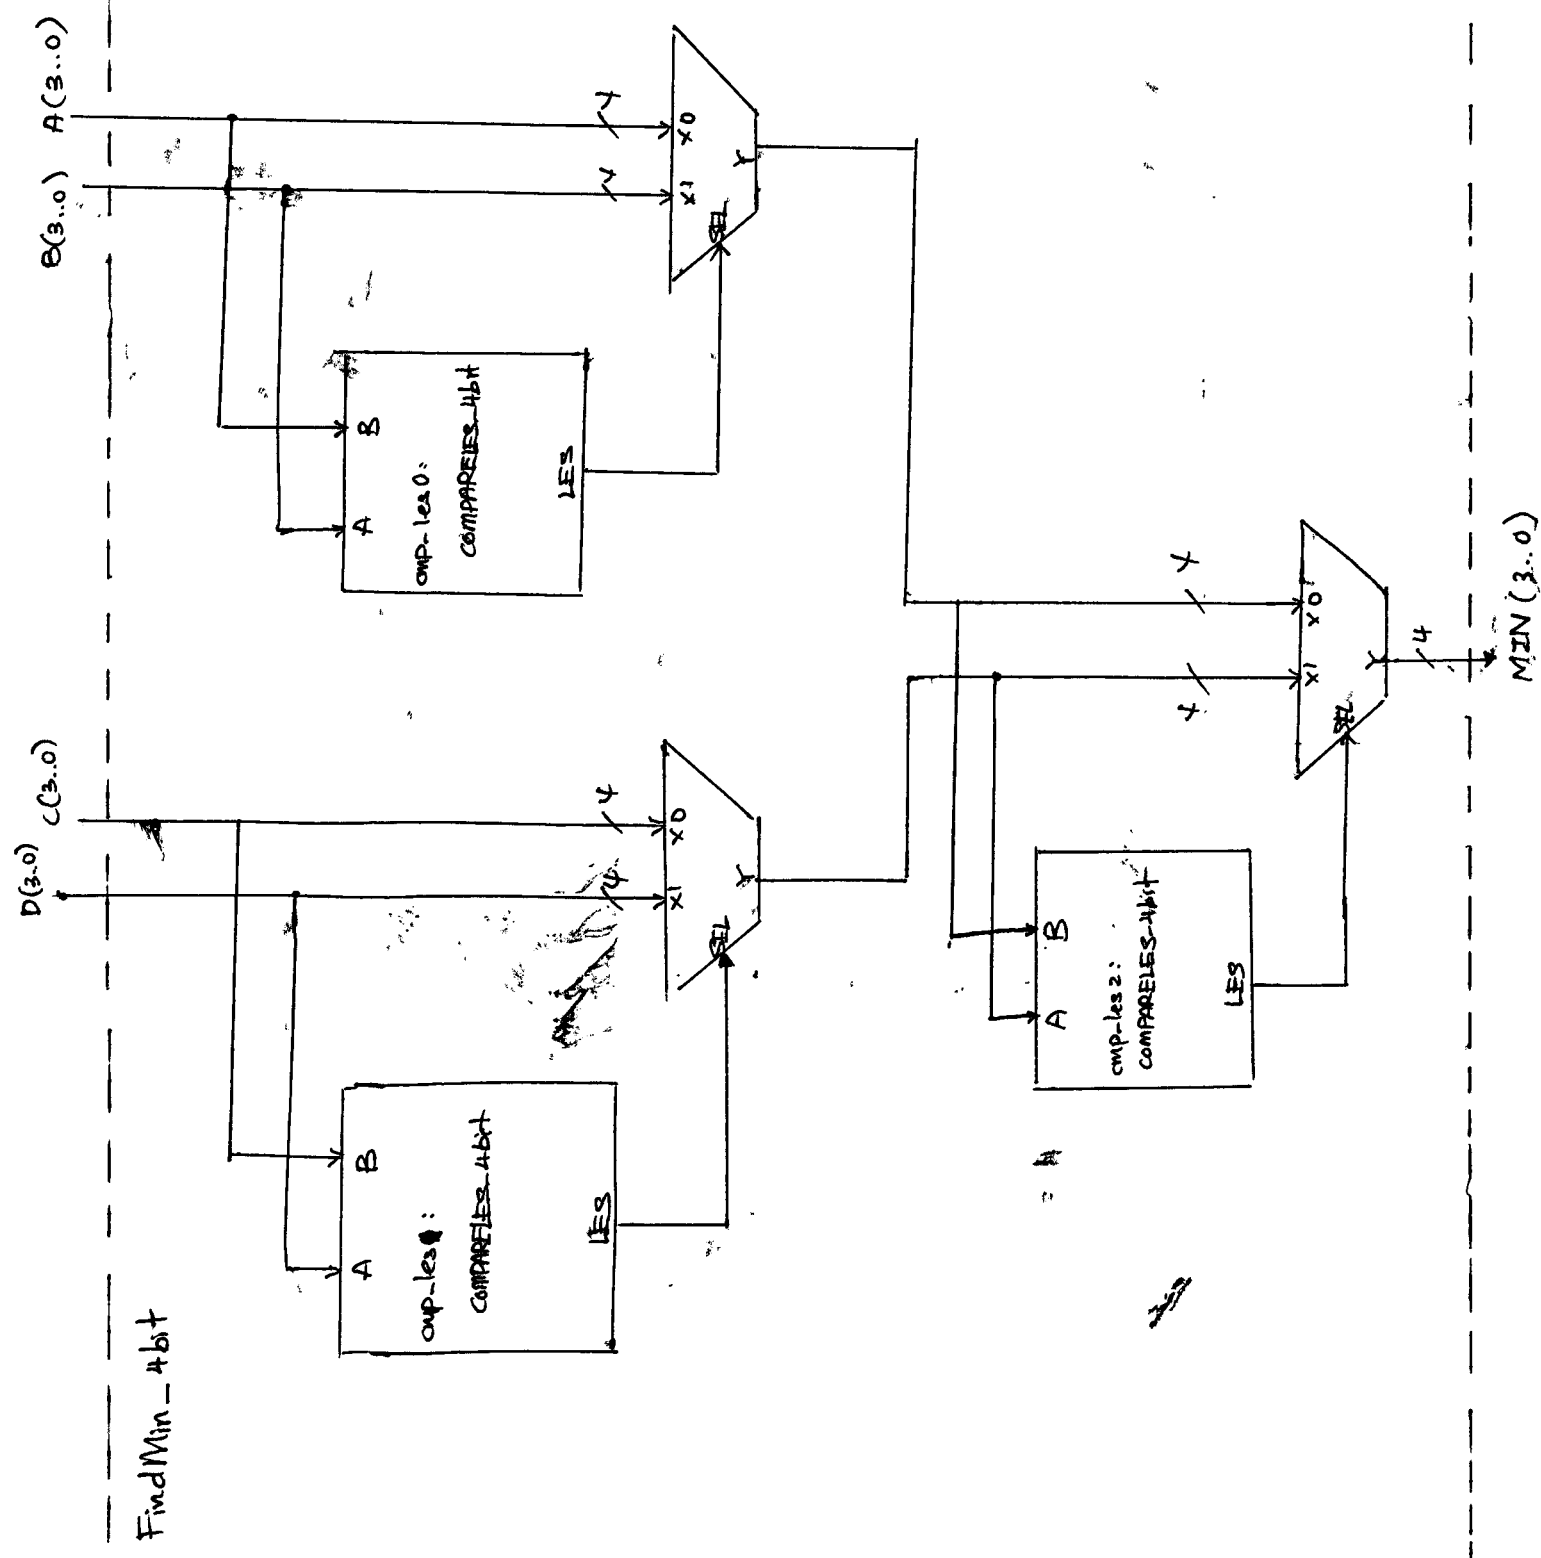 FindMin_4bit
D(3..0)
C(3..0)
B(3..0)
A(3..0)
A
B
cmp_les
COMPARELES_4bit
LES
4
4
X1
X0
SEL
Y
A
B
cmp_les0:
COMPARELES_4bit
LES
4
4
X1
X0
SEL
Y
A
B
cmp_les2:
COMPARELES_4bit
LES
4
4
X1
X0
SEL
Y
4
MIN(3..0)